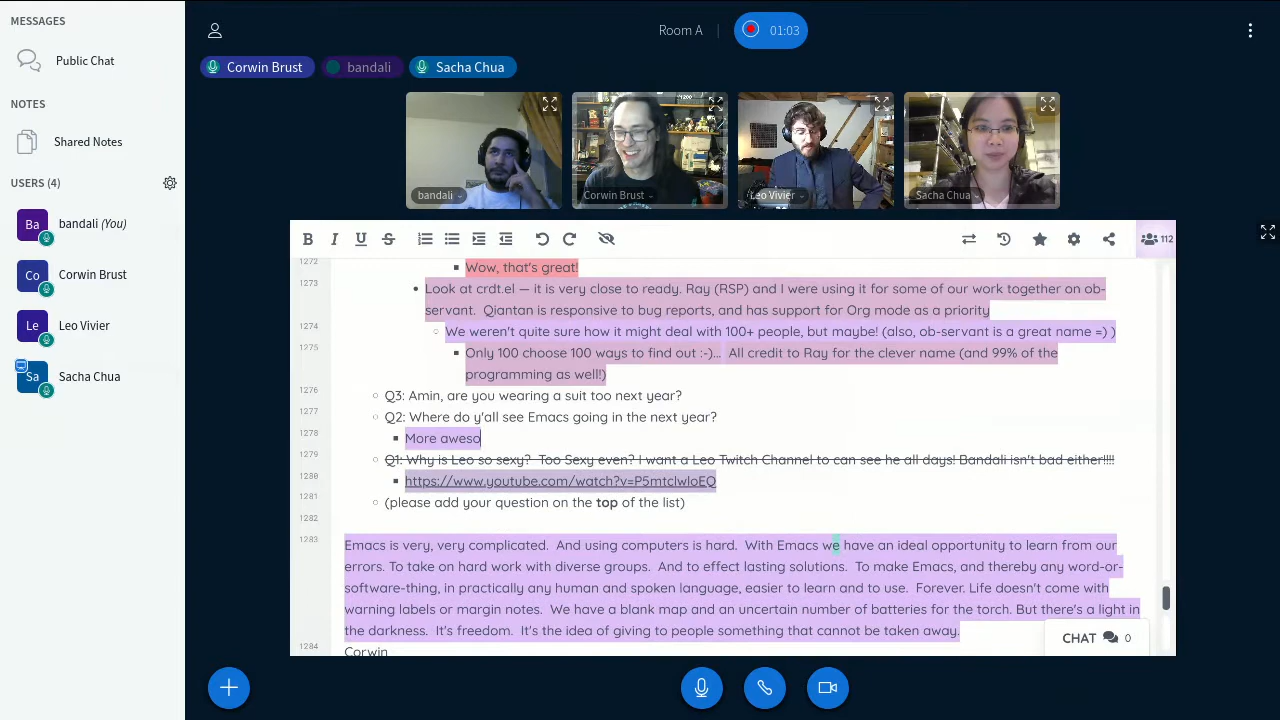 MESSAGES
Public Chat
NOTES
Shared Notes
USERS (4)
Ba
bandali (You)
Co
Corwin Brust
Le
Leo Vivier
Sa
Sacha Chua
Room A
01:03
Corwin Brust
bandali
Sacha Chua
bandali
Corwin Brust
Leo Vivier
Sacha Chua
B I U S
112
1272
Wow, that's great!
1273
Look at crdt.el — it is very close to ready. Ray (RSP) and I were using it for some of our work together on ob-
servant.  Qiantan is responsive to bug reports, and has support for Org mode as a priority
1274
We weren't quite sure how it might deal with 100+ people, but maybe! (also, ob-servant is a great name =) )
1275
Only 100 choose 100 ways to find out :-)...  All credit to Ray for the clever name (and 99% of the
programming as well!)
1276
Q3: Amin, are you wearing a suit too next year?
1277
Q2: Where do y'all see Emacs going in the next year?
1278
More aweso
1279
Q1: Why is Leo so sexy?  Too Sexy even? I want a Leo Twitch Channel to can see he all days! Bandali isn't bad either!!!!
1280
https://www.youtube.com/watch?v=P5mtclwloEQ
1281
(please add your question on the top of the list)
1282
1283
Emacs is very, very complicated.  And using computers is hard.  With Emacs we have an ideal opportunity to learn from our
errors. To take on hard work with diverse groups.  And to effect lasting solutions.  To make Emacs, and thereby any word-or-
software-thing, in practically any human and spoken language, easier to learn and to use.  Forever. Life doesn't come with
warning labels or margin notes.  We have a blank map and an uncertain number of batteries for the torch. But there's a light in
the darkness.  It's freedom.  It's the idea of giving to people something that cannot be taken away.
1284
Corwin
CHAT 0